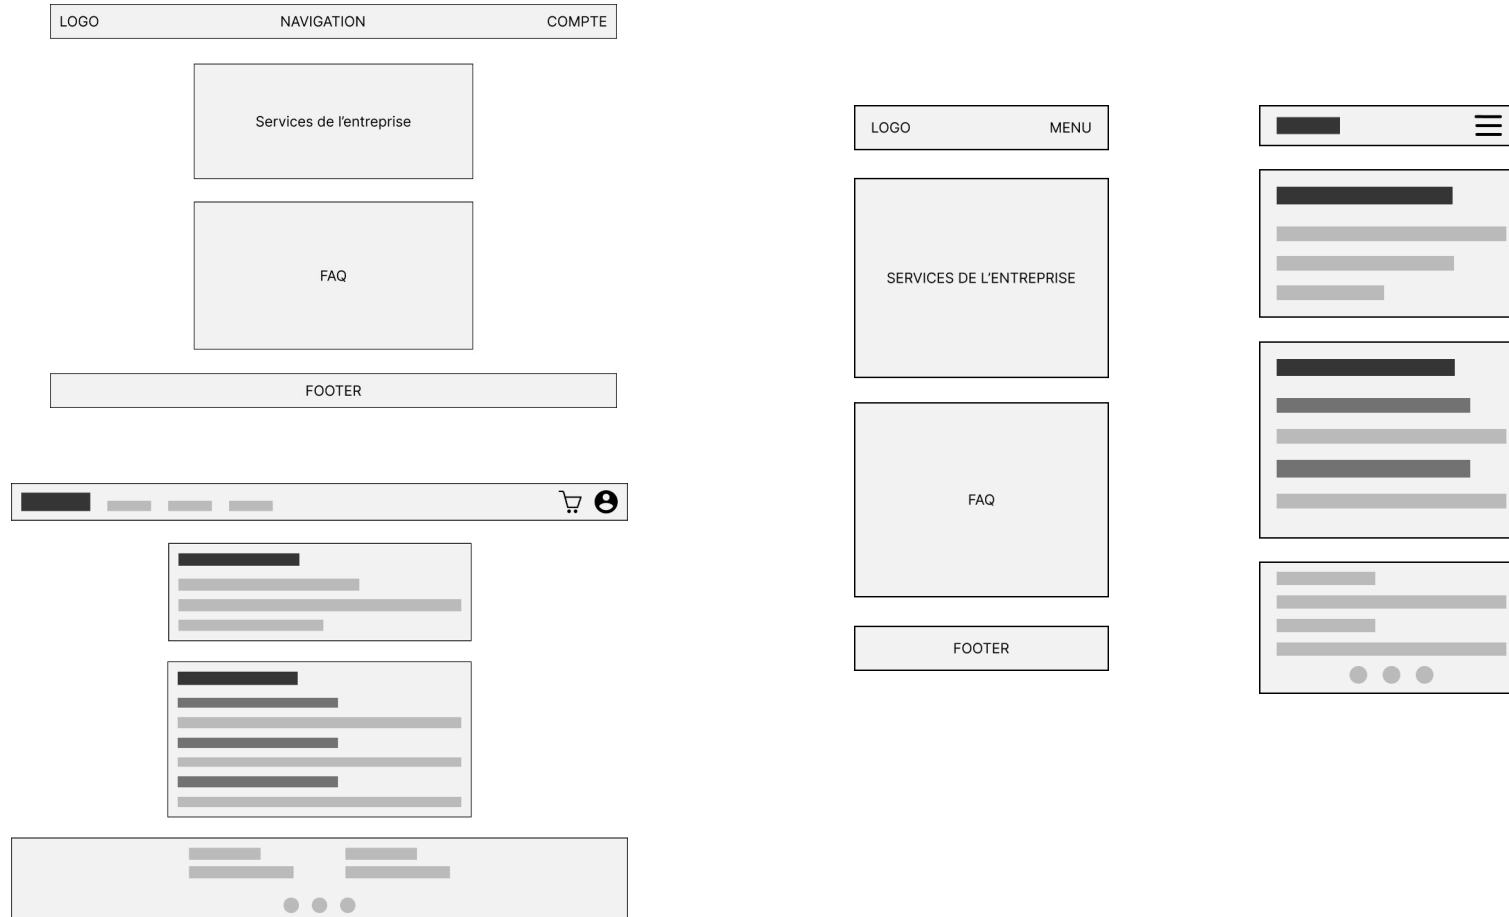 LOGO NAVIGATION COMPTE
Services de l'entreprise
FAQ
FOOTER
LOGO MENU
SERVICES DE L'ENTREPRISE
FAQ
FOOTER